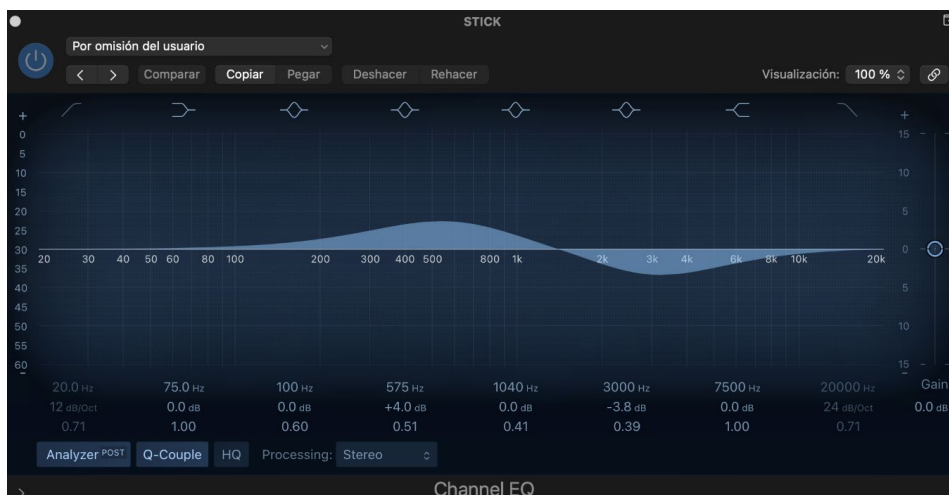 STICK
Por omisión del usuario
Comparar Copiar Pegar Deshacer Rehacer Visualización: 100 %
+ +
0 15
5
10 10
15
20 5
25
30 0
20 30 40 50 60 80 100 200 300 400 500 800 1k 2k 3k 4k 6k 8k 10k 20k
35
40 5
45
50 10
55
60 15
- -
20.0 Hz 75.0 Hz 100 Hz 575 Hz 1040 Hz 3000 Hz 7500 Hz 20000 Hz Gain
12 dB/Oct 0.0 dB 0.0 dB +4.0 dB 0.0 dB -3.8 dB 0.0 dB 24 dB/Oct 0.0 dB
0.71 1.00 0.60 0.51 0.41 0.39 1.00 0.71
Analyzer POST Q-Couple HQ Processing: Stereo
Channel EQ